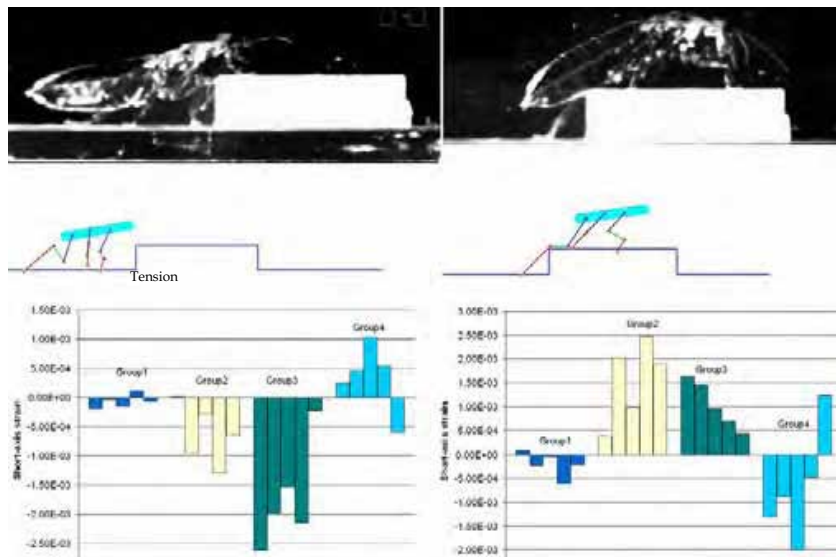 Tension
Short-axis strain
1.50E-03
1.00E-03
5.00E-04
0.00E+00
-5.00E-04
-1.00E-03
-1.50E-03
-2.00E-03
-2.50E-03
Group1
Group2
Group3
Group4
Short-axis strain
3.00E-03
2.50E-03
2.00E-03
1.50E-03
1.00E-03
5.00E-04
0.00E+00
-5.00E-04
-1.00E-03
-1.50E-03
-2.00E-03
Group1
Group2
Group3
Group4